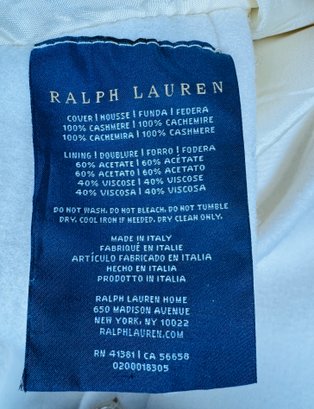 RALPH LAUREN
COVER | HOUSSE | FUNDA | FEDERA
100% CASHMERE | 100% CACHEMIRE
100% CACHEMIRA | 100% CASHMERE
LINING | DOUBLURE | FORRO | FODERA
60% ACETATE | 60% ACÉTATE
60% ACETATO | 60% ACETATO
40% VISCOSE | 40% VISCOSE
40% VISCOSA | 40% VISCOSA
DO NOT WASH. DO NOT BLEACH. DO NOT TUMBLE
DRY. COOL IRON IF NEEDED. DRY CLEAN ONLY.
MADE IN ITALY
FABRIQUÉ EN ITALIE
ARTÍCULO FABRICADO EN ITALIA
HECHO EN ITALIA
PRODOTTO IN ITALIA
RALPH LAUREN HOME
650 MADISON AVENUE
NEW YORK, NY 10022
RALPHLAUREN.COM
RN 41381 | CA 56658
0200018305